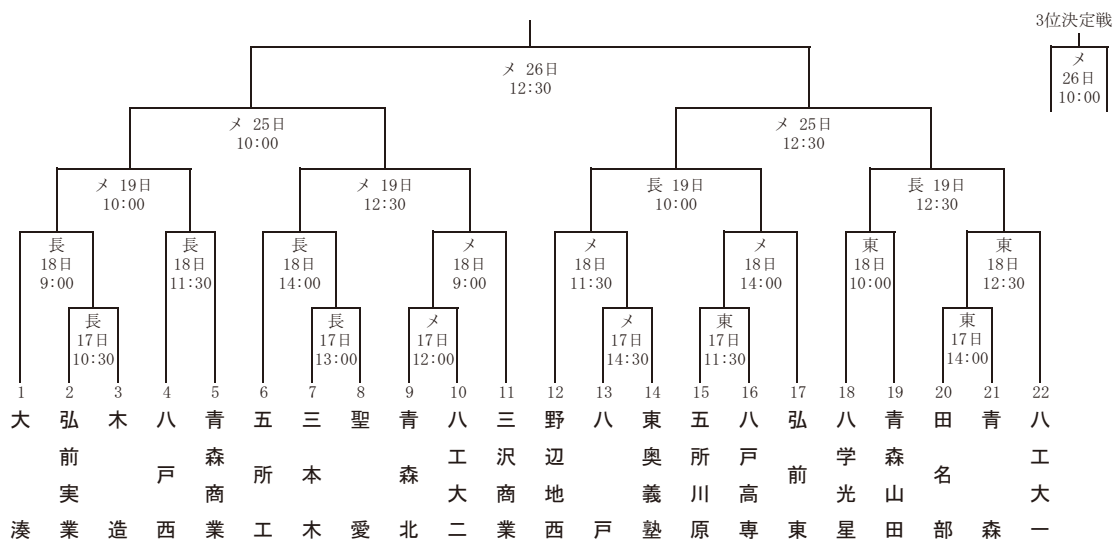 3位決定戦
メ
26日
10:00
メ 26日
12:30
メ 25日
10:00
メ 25日
12:30
メ 19日
10:00
メ 19日
12:30
長 19日
10:00
長 19日
12:30
長
18日
9:00
長
18日
11:30
長
18日
14:00
メ
18日
9:00
メ
18日
11:30
メ
18日
14:00
東
18日
10:00
東
18日
12:30
長
17日
10:30
長
17日
13:00
メ
17日
12:00
メ
17日
14:30
東
17日
11:30
東
17日
14:00
1
大湊
2
弘前実業
3
木造
4
八戸西
5
青森商業
6
五所工
7
三本木
8
聖愛
9
青森北
10
八工大二
11
三沢商業
12
野辺地西
13
八戸
14
東奥義塾
15
五所川原
16
八戸高専
17
弘前東
18
八学光星
19
青森山田
20
田名部
21
青森
22
八工大一